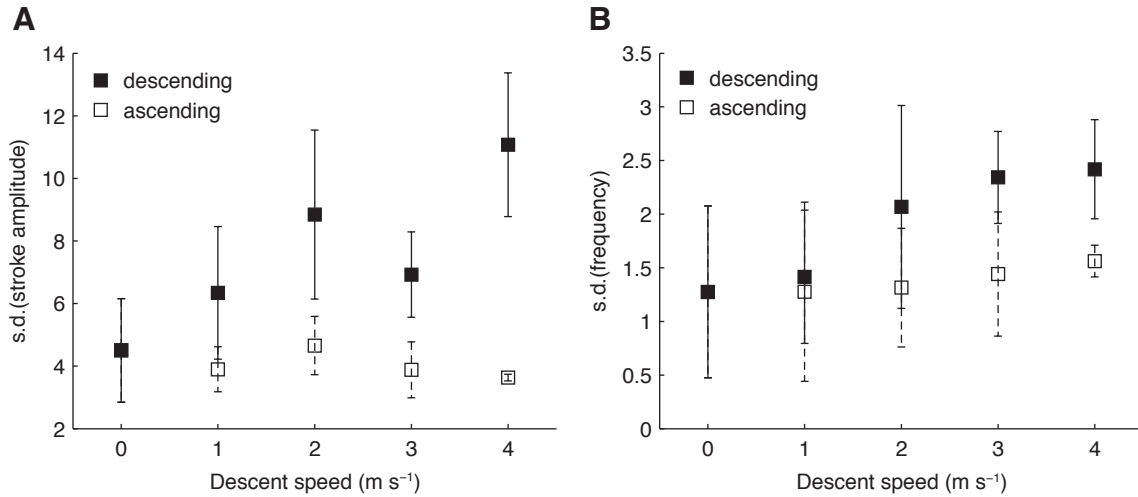 A
s.d.(stroke amplitude)
14
12
10
8
6
4
2
descending
ascending
0 1 2 3 4
Descent speed (m s⁻¹)
B
s.d.(frequency)
3.5
3
2.5
2
1.5
1
0.5
0
descending
ascending
0 1 2 3 4
Descent speed (m s⁻¹)